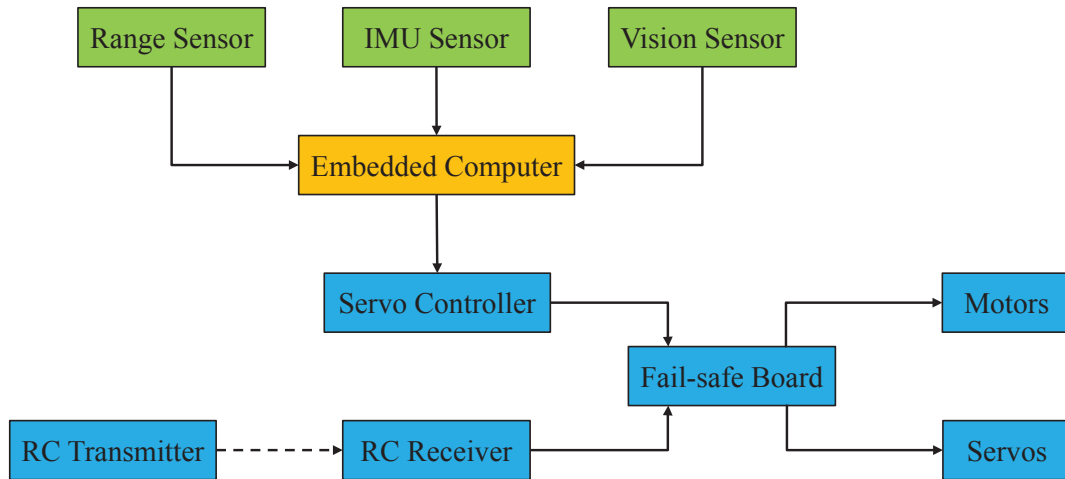 Range Sensor
IMU Sensor
Vision Sensor
Embedded Computer
Servo Controller
Motors
Fail-safe Board
RC Transmitter
RC Receiver
Servos